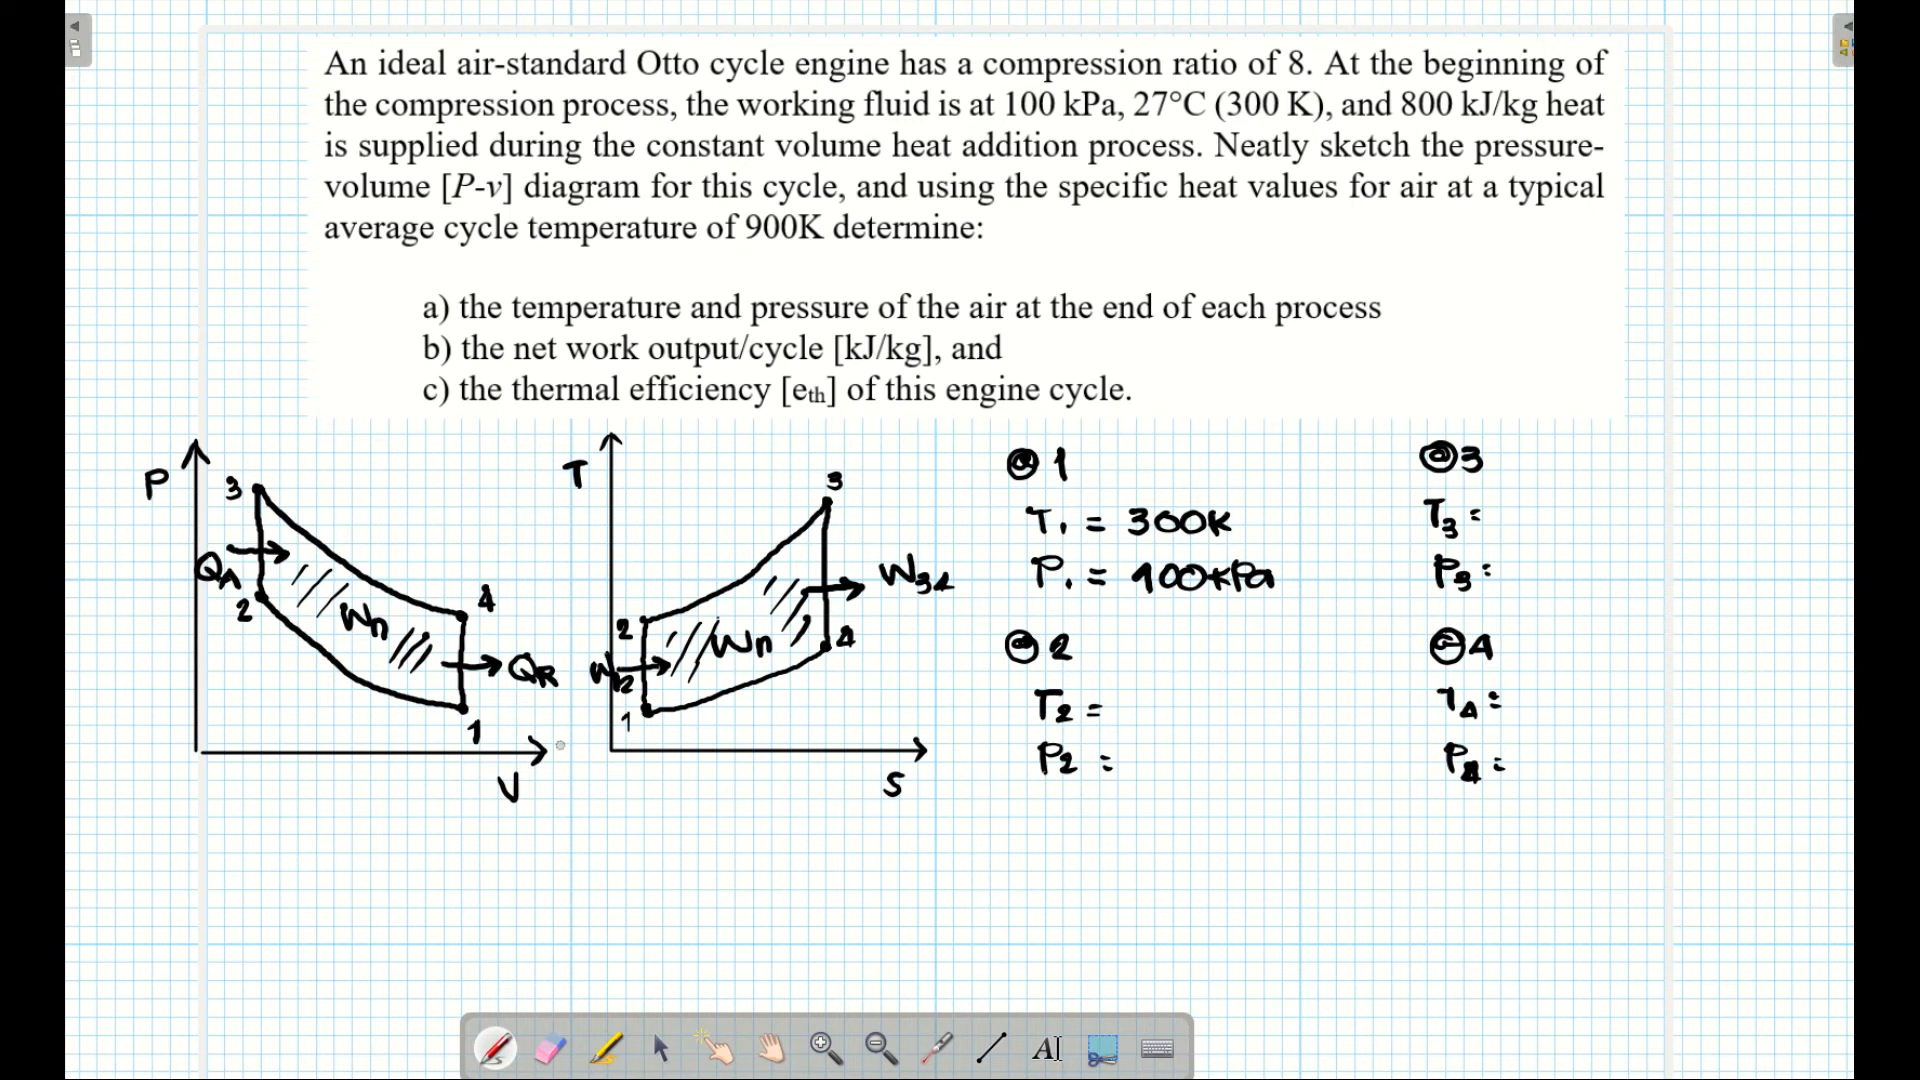 An ideal air-standard Otto cycle engine has a compression ratio of 8. At the beginning of
the compression process, the working fluid is at 100 kPa, 27°C (300 K), and 800 kJ/kg heat
is supplied during the constant volume heat addition process. Neatly sketch the pressure-
volume [P-v] diagram for this cycle, and using the specific heat values for air at a typical
average cycle temperature of 900K determine:
a) the temperature and pressure of the air at the end of each process
b) the net work output/cycle [kJ/kg], and
c) the thermal efficiency [eth] of this engine cycle.
P
3
QA
2
Wn
4
QR
1
V
T
3
W34
2
Wn
4
W12
1
S
@ 1
T1 = 300K
P1 = 100kPa
@ 2
T2 =
P2 =
@ 3
T3 =
P3 =
@ 4
T4 =
P4 =
AI